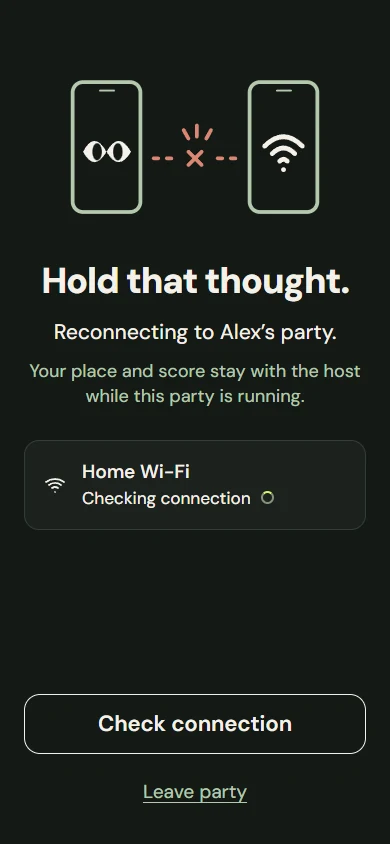 Hold that thought.
Reconnecting to Alex’s party.
Your place and score stay with the host
while this party is running.
Home Wi-Fi
Checking connection
Check connection
Leave party